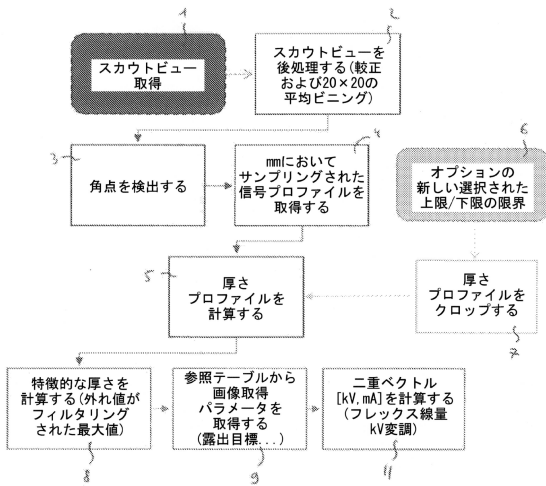 1
スカウトビュー
取得
2
スカウトビューを
後処理する(較正
および20×20の
平均ビニング)
3
角点を検出する
4
mmにおいて
サンプリングされた
信号プロファイルを
取得する
6
オプションの
新しい選択された
上限/下限の限界
5
厚さ
プロファイルを
計算する
厚さ
プロファイルを
クロップする
7
特徴的な厚さを
計算する(外れ値が
フィルタリング
された最大値)
8
参照テーブルから
画像取得
パラメータを
取得する
(露出目標...)
9
二重ベクトル
[kV,mA]を計算する
(フレックス線量
kV変調)
11